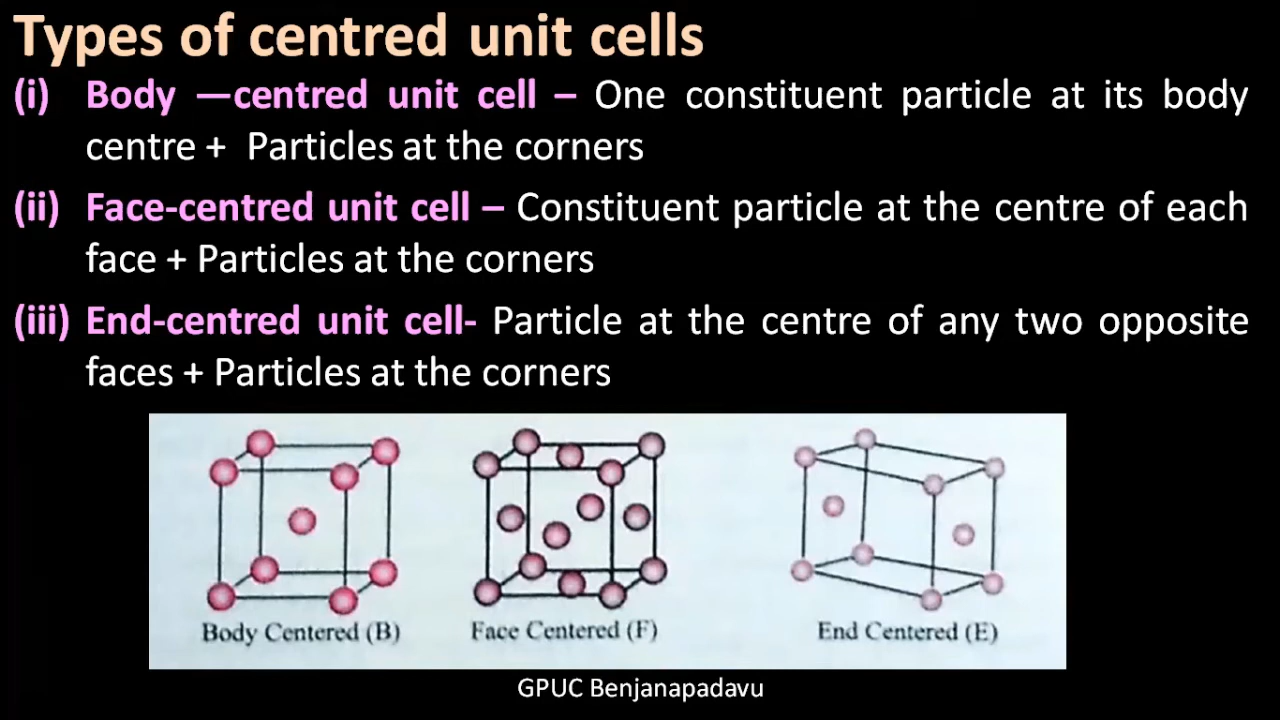 Types of centred unit cells
(i) Body —centred unit cell – One constituent particle at its body
centre + Particles at the corners
(ii) Face-centred unit cell – Constituent particle at the centre of each
face + Particles at the corners
(iii) End-centred unit cell- Particle at the centre of any two opposite
faces + Particles at the corners
Body Centered (B) Face Centered (F) End Centered (E)
GPUC Benjanapadavu